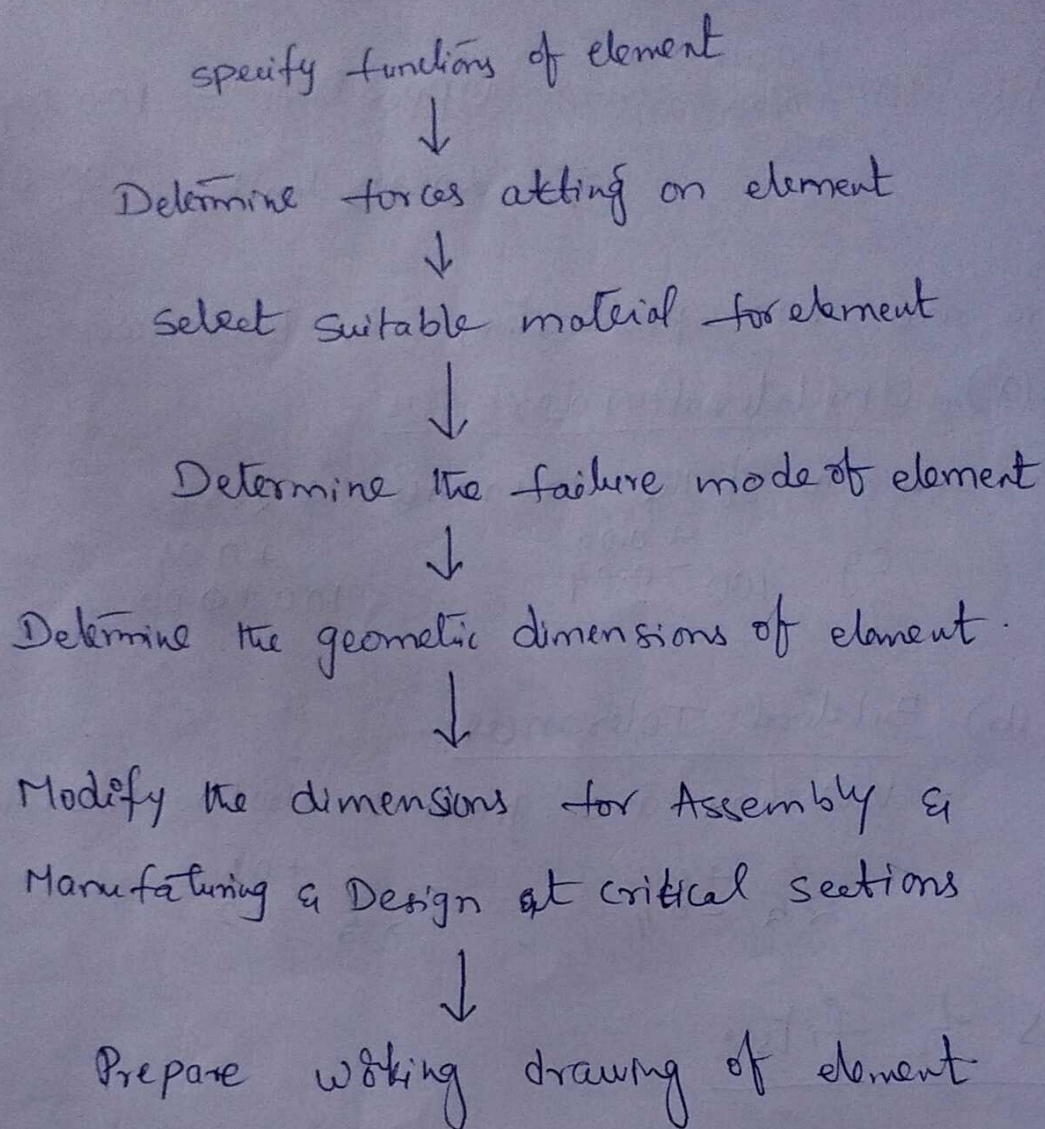 specify functions of element
↓
Determine forces akting on element
↓
select suitable material for element
↓
Determine the failure mode of element
↓
Determine the geometric dimensions of element.
↓
Modify the dimensions for Assembly &
Manufaturing & Design at critical sections
↓
Prepare working drawing of element